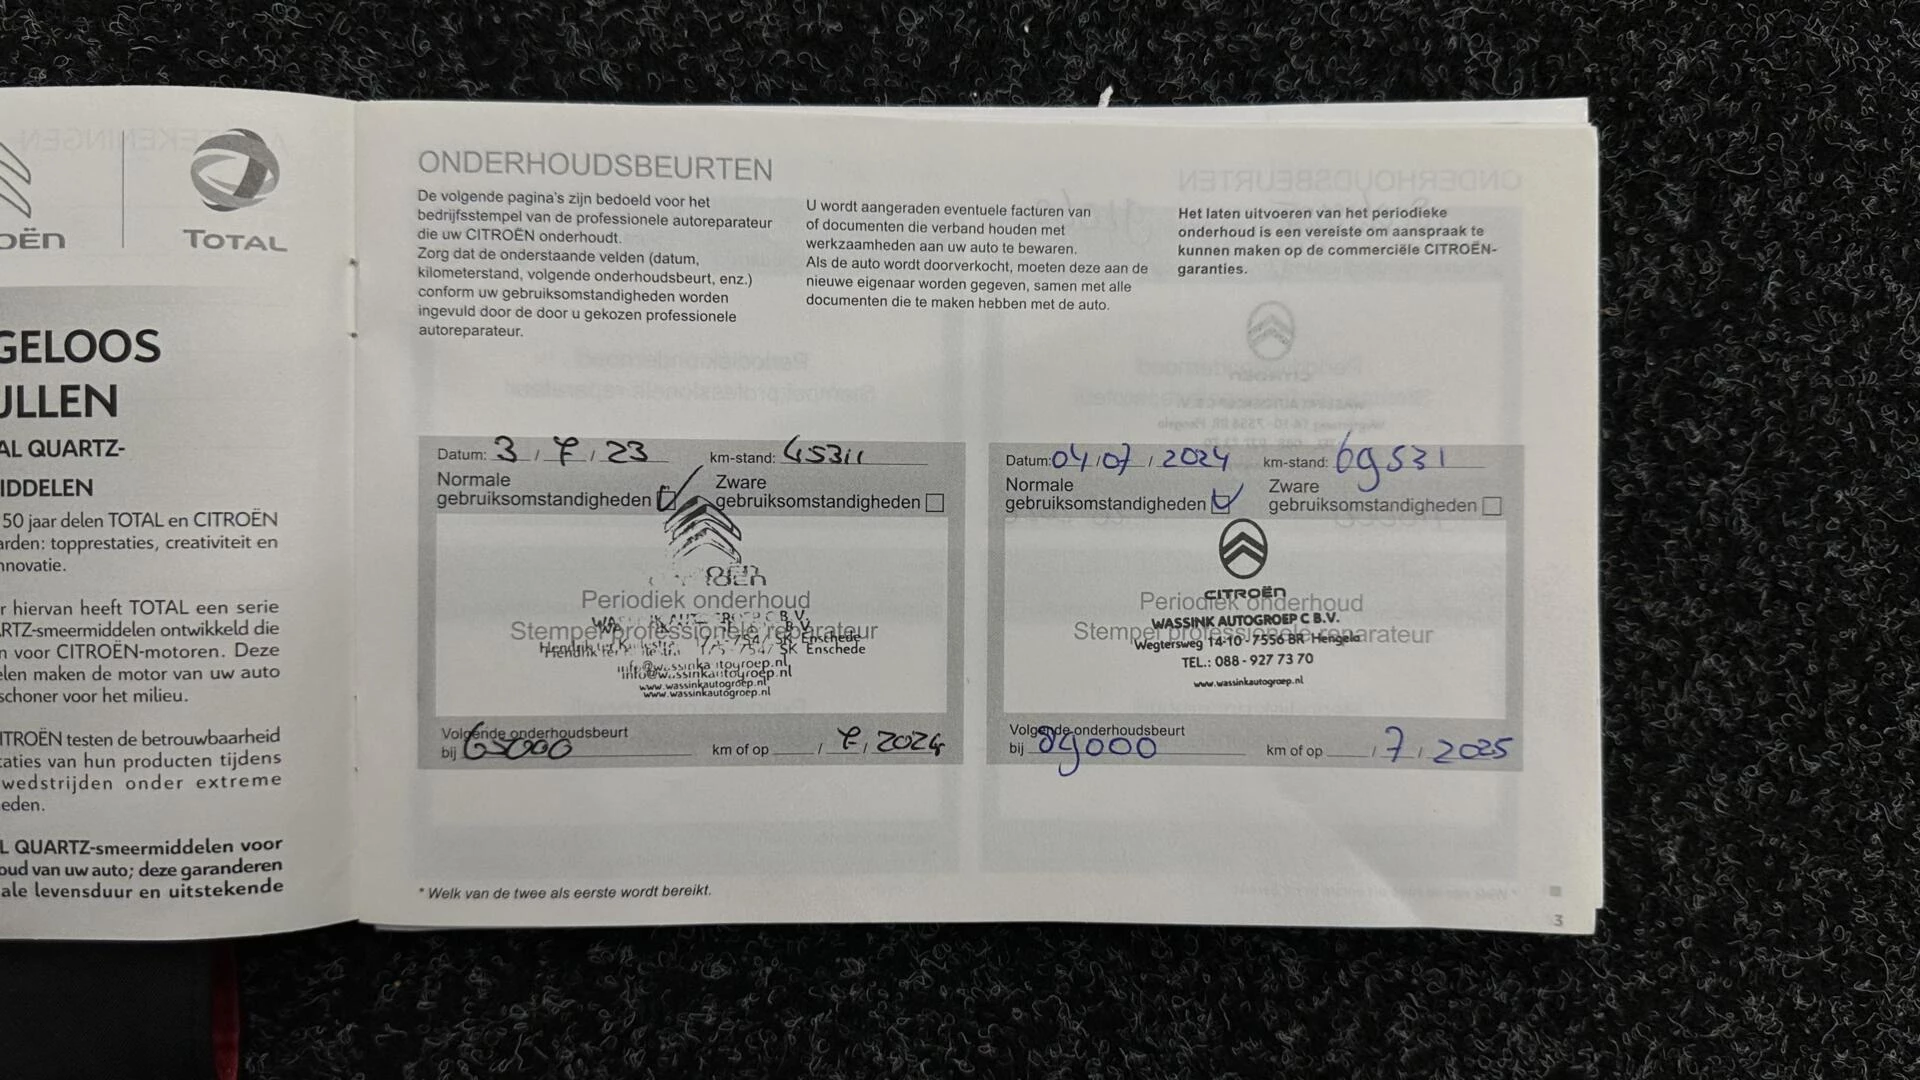 OËN
TOTAL
GELOOS
ULLEN
AL QUARTZ-
IDDELEN
50 jaar delen TOTAL en CITROËN
arden: topprestaties, creativiteit en
nnovatie.
r hiervan heeft TOTAL een serie
RTZ-smeermiddelen ontwikkeld die
n voor CITROËN-motoren. Deze
elen maken de motor van uw auto
schoner voor het milieu.
ITROËN testen de betrouwbaarheid
taties van hun producten tijdens
wedstrijden onder extreme
eden.
L QUARTZ-smeermiddelen voor
oud van uw auto; deze garanderen
ale levensduur en uitstekende
ONDERHOUDSBEURTEN
De volgende pagina's zijn bedoeld voor het
bedrijfsstempel van de professionele autoreparateur
die uw CITROËN onderhoudt.
Zorg dat de onderstaande velden (datum,
kilometerstand, volgende onderhoudsbeurt, enz.)
conform uw gebruiksomstandigheden worden
ingevuld door de door u gekozen professionele
autoreparateur.
U wordt aangeraden eventuele facturen van
of documenten die verband houden met
werkzaamheden aan uw auto te bewaren.
Als de auto wordt doorverkocht, moeten deze aan de
nieuwe eigenaar worden gegeven, samen met alle
documenten die te maken hebben met de auto.
Het laten uitvoeren van het periodieke
onderhoud is een vereiste om aanspraak te
kunnen maken op de commerciële CITROËN-
garanties.
Datum: 3 / 7 / 23 km-stand: 45311
Normale
gebruiksomstandigheden
Zware
gebruiksomstandigheden
Periodiek onderhoud
Stempel professionele reparateur
7547 SK Enschede
info@wassinkautogroep.nl
www.wassinkautogroep.nl
Volgende onderhoudsbeurt
bij 65000 km of op / 7 / 2024
Datum: 04 / 07 / 2024 km-stand: 69531
Normale
gebruiksomstandigheden
Zware
gebruiksomstandigheden
CITROËN
Periodiek onderhoud
WASSINK AUTOGROEP C B.V.
Stempel professionele reparateur
Wegtersweg 14-10 - 7556 BR Hengelo
TEL.: 088 - 927 73 70
www.wassinkautogroep.nl
Volgende onderhoudsbeurt
bij 89000 km of op / 7 / 2025
* Welk van de twee als eerste wordt bereikt.
3